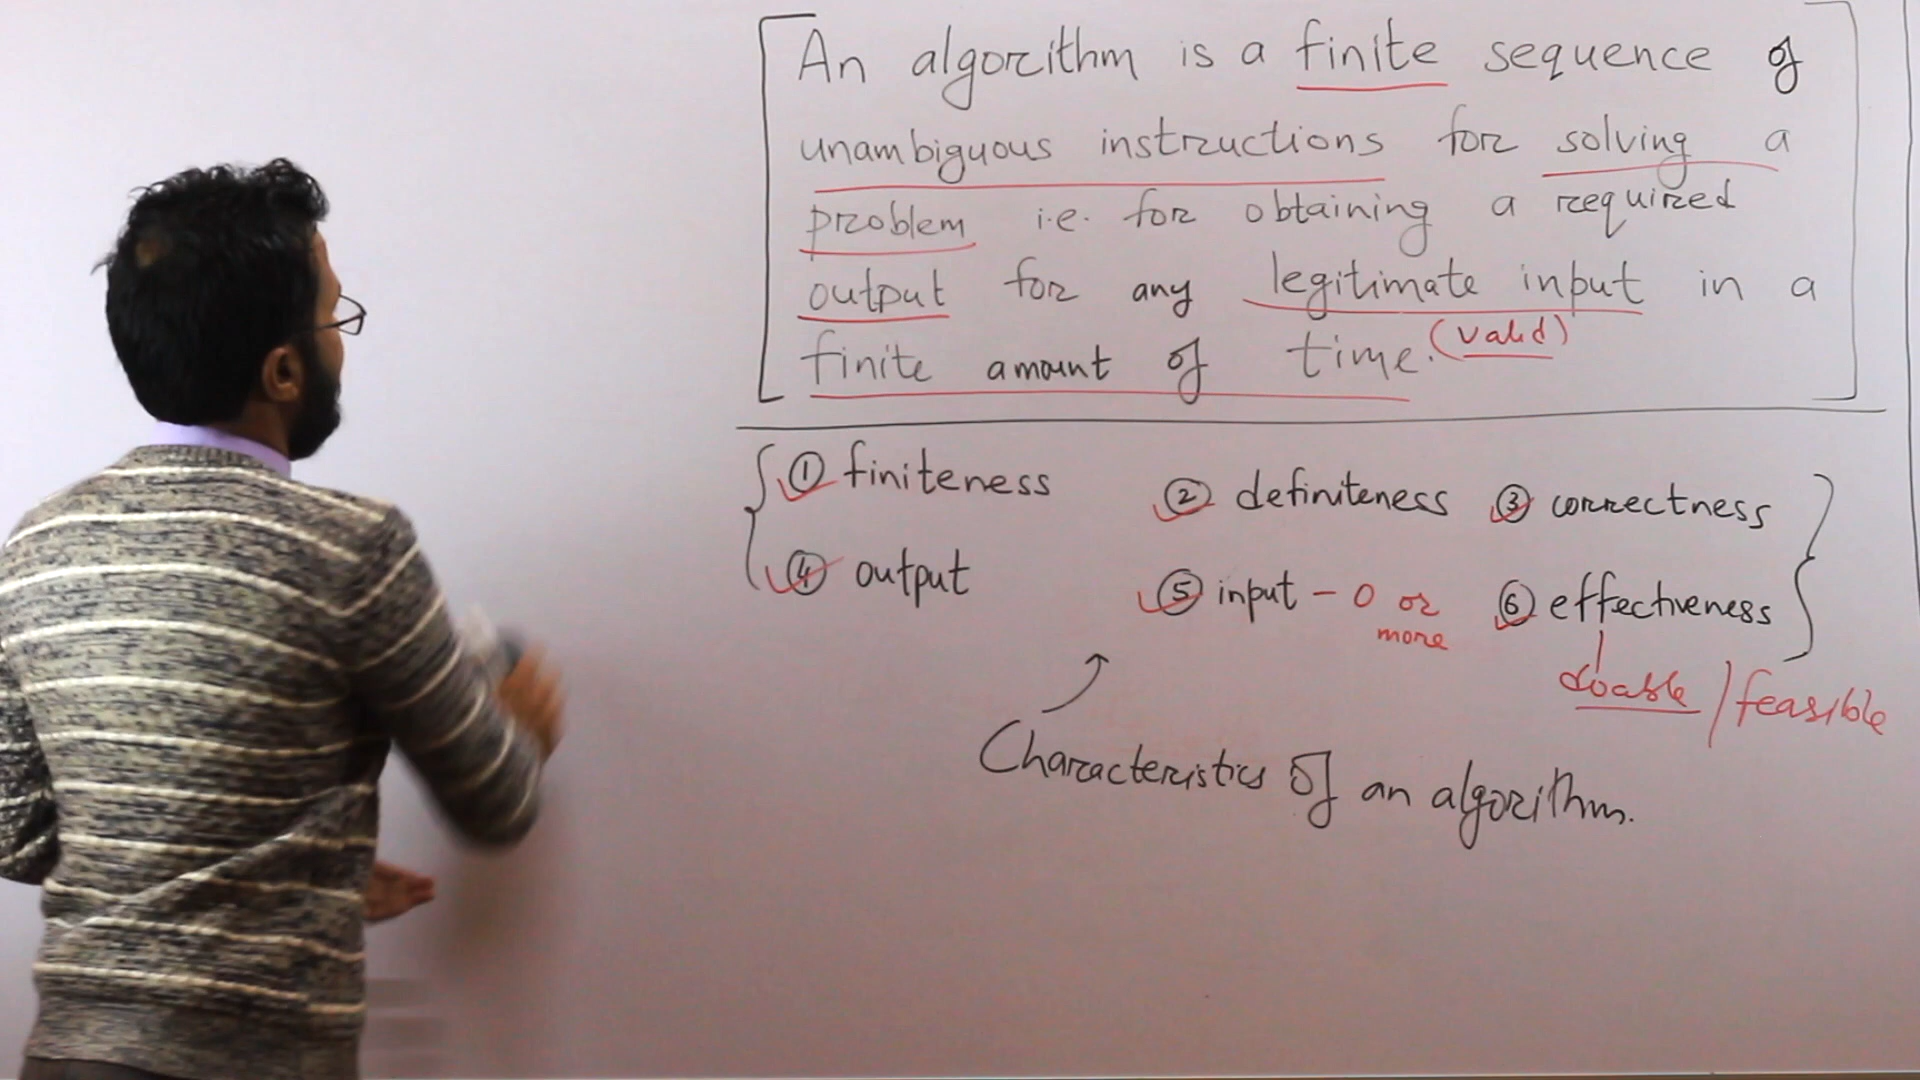 An algorithm is a finite sequence of
unambiguous instructions for solving a
problem i.e. for obtaining a required
output for any legitimate input in a
(valid)
finite amount of time.
① finiteness ② definiteness ③ correctness
④ output ⑤ input - 0 or more ⑥ effectiveness
doable / feasible
Characteristics of an algorithm.